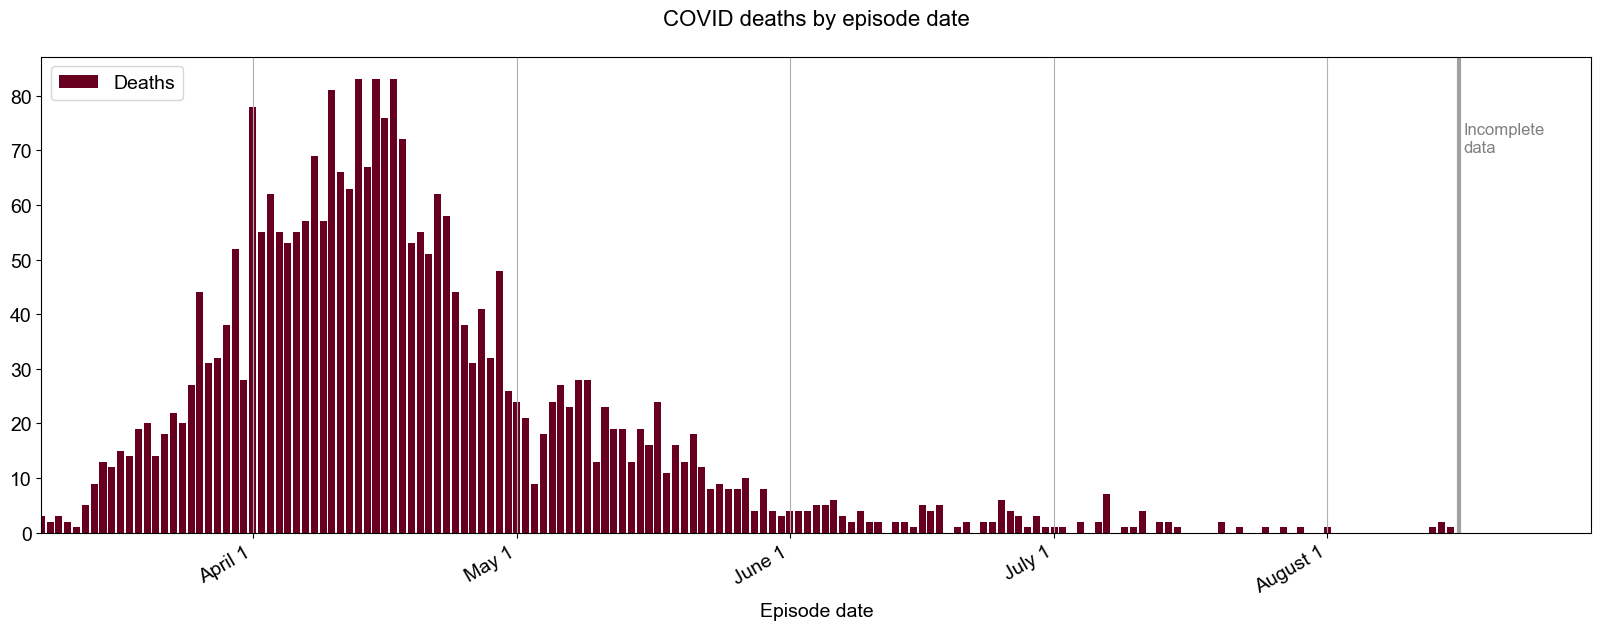 COVID deaths by episode date
Deaths
80
70
60
50
40
30
20
10
0
Incomplete
data
April 1
May 1
June 1
July 1
August 1
Episode date